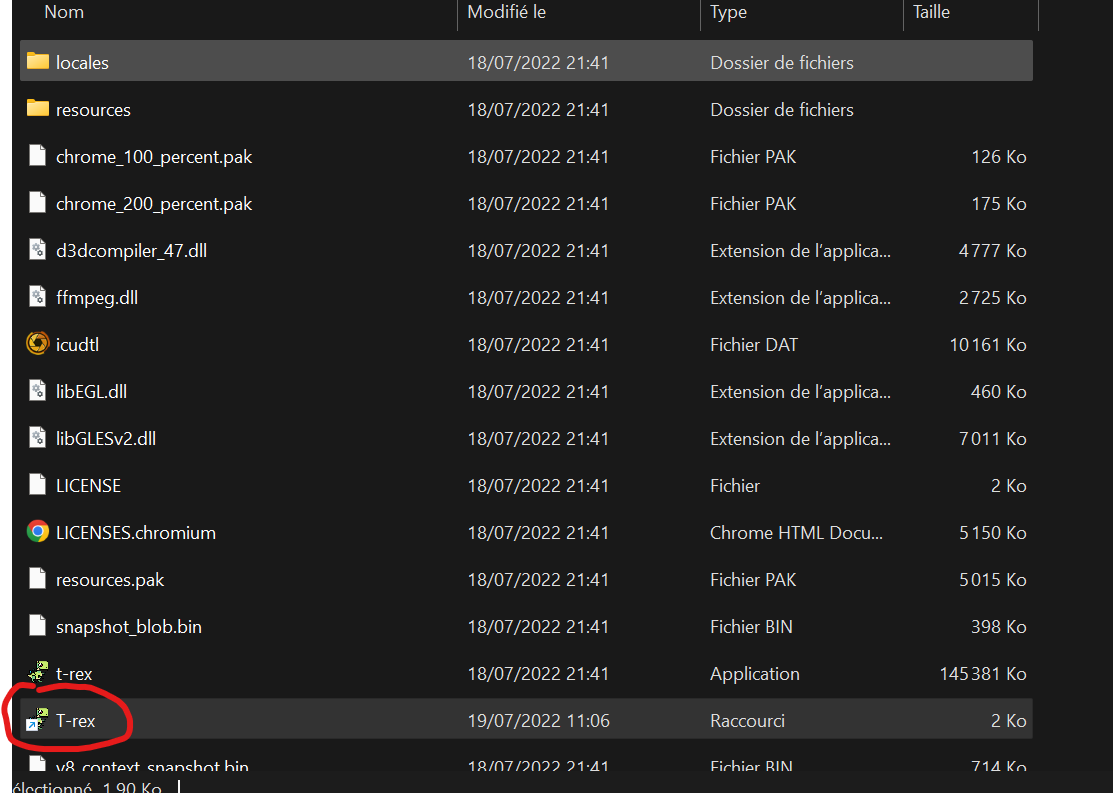 Nom Modifié le Type Taille
locales 18/07/2022 21:41 Dossier de fichiers
resources 18/07/2022 21:41 Dossier de fichiers
chrome_100_percent.pak 18/07/2022 21:41 Fichier PAK 126 Ko
chrome_200_percent.pak 18/07/2022 21:41 Fichier PAK 175 Ko
d3dcompiler_47.dll 18/07/2022 21:41 Extension de l’applica... 4 777 Ko
ffmpeg.dll 18/07/2022 21:41 Extension de l’applica... 2 725 Ko
icudtl 18/07/2022 21:41 Fichier DAT 10 161 Ko
libEGL.dll 18/07/2022 21:41 Extension de l’applica... 460 Ko
libGLESv2.dll 18/07/2022 21:41 Extension de l’applica... 7 011 Ko
LICENSE 18/07/2022 21:41 Fichier 2 Ko
LICENSES.chromium 18/07/2022 21:41 Chrome HTML Docu... 5 150 Ko
resources.pak 18/07/2022 21:41 Fichier PAK 5 015 Ko
snapshot_blob.bin 18/07/2022 21:41 Fichier BIN 398 Ko
t-rex 18/07/2022 21:41 Application 145 381 Ko
T-rex 19/07/2022 11:06 Raccourci 2 Ko
v8_context_snapshot.bin 18/07/2022 21:41 Fichier BIN 714 Ko
électionné 1,90 Ko